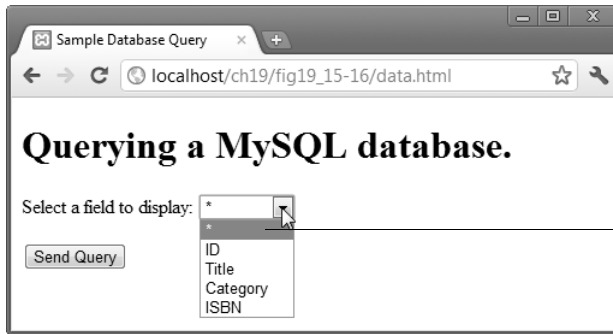 Sample Database Query
localhost/ch19/fig19_15-16/data.html
Querying a MySQL database.
Select a field to display: *
*
ID
Title
Category
ISBN
Send Query